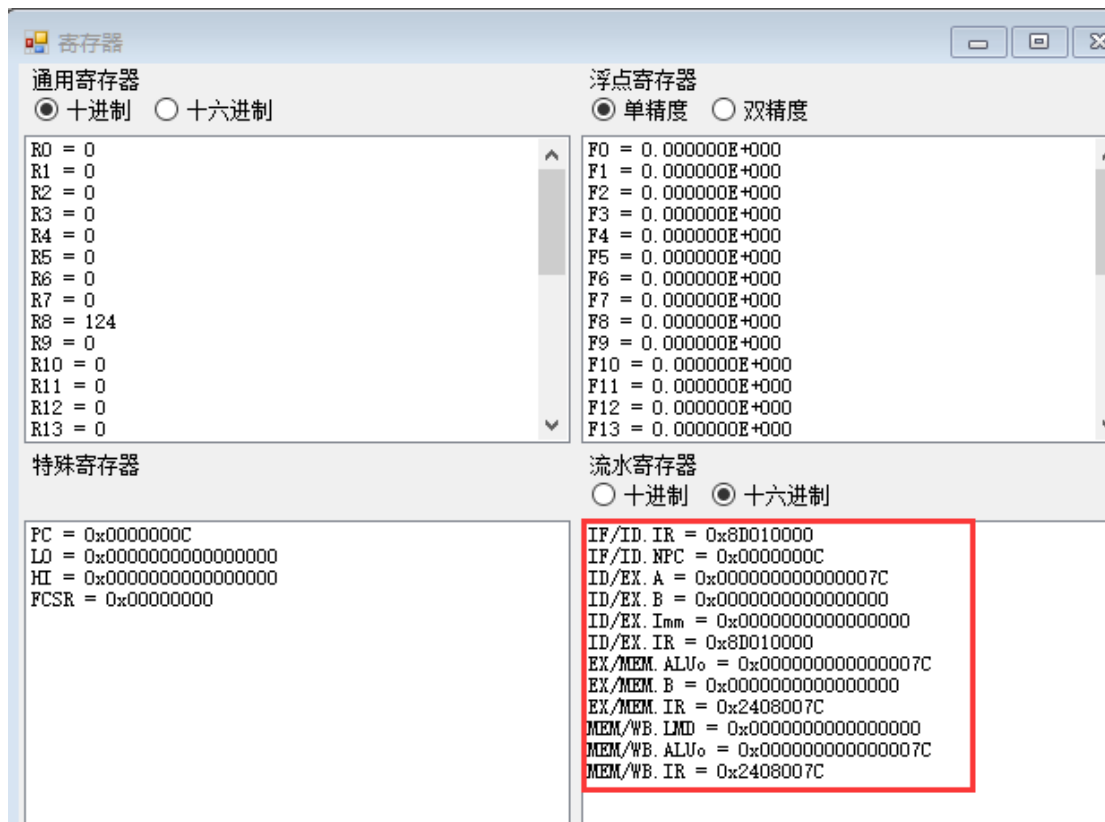 寄存器
通用寄存器
十进制 十六进制
R0 = 0
R1 = 0
R2 = 0
R3 = 0
R4 = 0
R5 = 0
R6 = 0
R7 = 0
R8 = 124
R9 = 0
R10 = 0
R11 = 0
R12 = 0
R13 = 0
浮点寄存器
单精度 双精度
F0 = 0.000000E+000
F1 = 0.000000E+000
F2 = 0.000000E+000
F3 = 0.000000E+000
F4 = 0.000000E+000
F5 = 0.000000E+000
F6 = 0.000000E+000
F7 = 0.000000E+000
F8 = 0.000000E+000
F9 = 0.000000E+000
F10 = 0.000000E+000
F11 = 0.000000E+000
F12 = 0.000000E+000
F13 = 0.000000E+000
特殊寄存器
PC = 0x0000000C
LO = 0x0000000000000000
HI = 0x0000000000000000
FCSR = 0x00000000
流水寄存器
十进制 十六进制
IF/ID.IR = 0x8D010000
IF/ID.NPC = 0x0000000C
ID/EX.A = 0x000000000000007C
ID/EX.B = 0x0000000000000000
ID/EX.Imm = 0x0000000000000000
ID/EX.IR = 0x8D010000
EX/MEM.ALUo = 0x000000000000007C
EX/MEM.B = 0x0000000000000000
EX/MEM.IR = 0x2408007C
MEM/WB.LMD = 0x0000000000000000
MEM/WB.ALUo = 0x000000000000007C
MEM/WB.IR = 0x2408007C